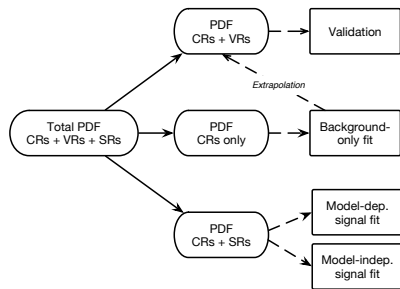 PDF
CRs + VRs
Validation
Extrapolation
Total PDF
CRs + VRs + SRs
PDF
CRs only
Background-
only fit
PDF
CRs + SRs
Model-dep.
signal fit
Model-indep.
signal fit